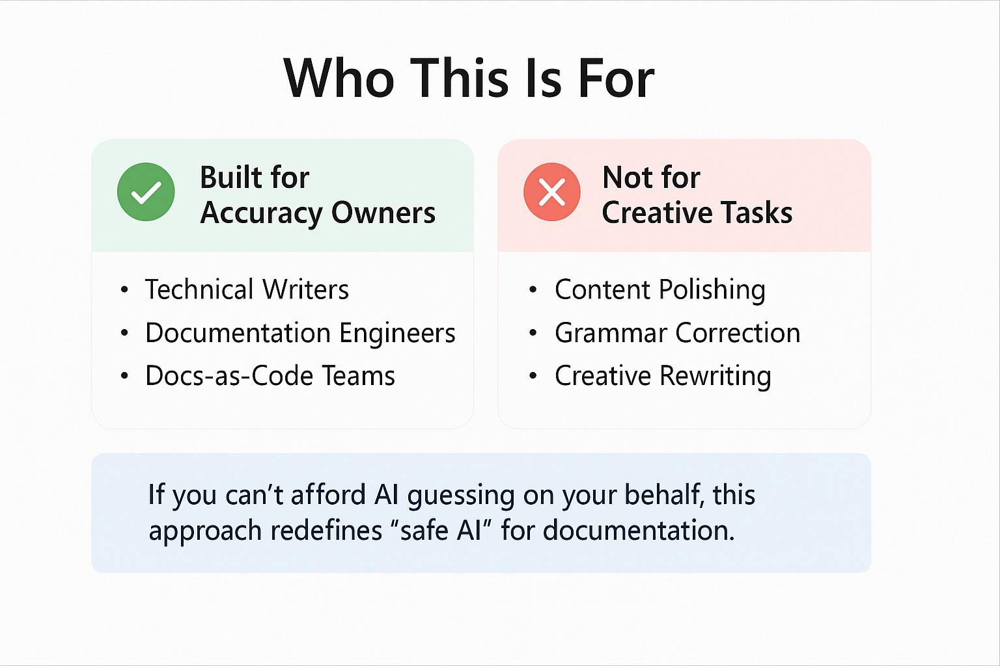 Who This Is For
Built for
Accuracy Owners
• Technical Writers
• Documentation Engineers
• Docs-as-Code Teams
Not for
Creative Tasks
• Content Polishing
• Grammar Correction
• Creative Rewriting
If you can’t afford AI guessing on your behalf, this
approach redefines “safe AI” for documentation.